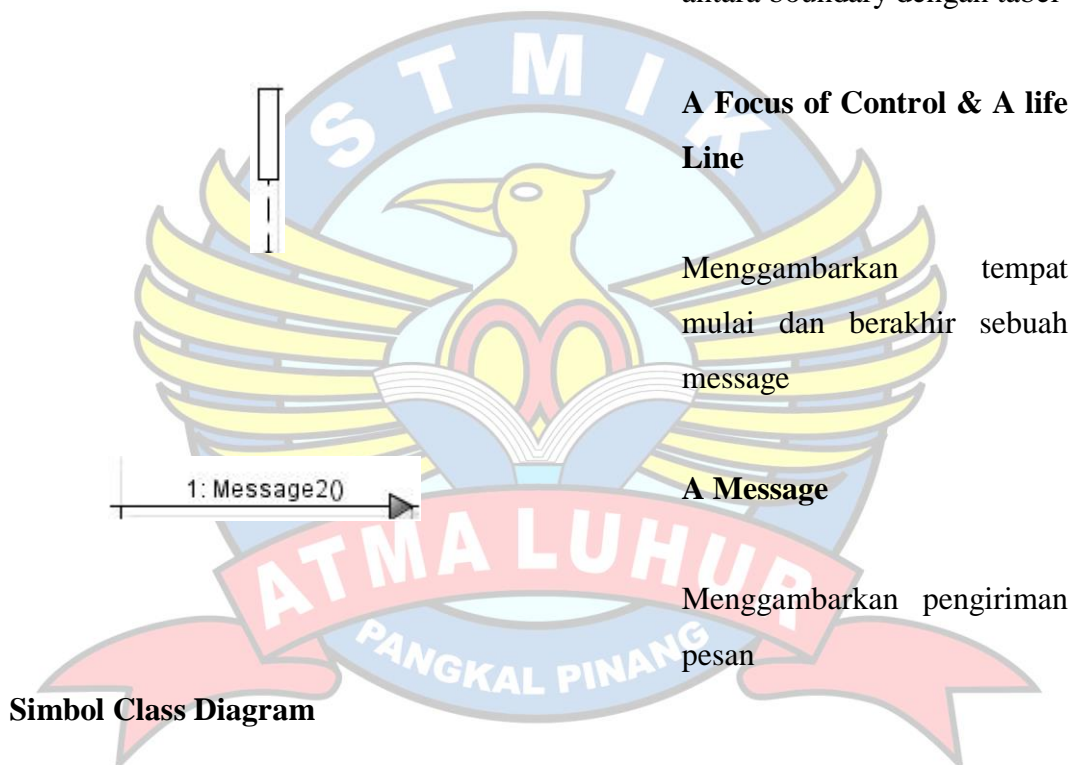 antara boundary dengan tabel
A Focus of Control & A life
Line
Menggambarkan tempat
mulai dan berakhir sebuah
message
1: Message2()
A Message
Menggambarkan pengiriman
pesan
Simbol Class Diagram
STMIK
ATMA LUHUR
PANGKAL PINANG